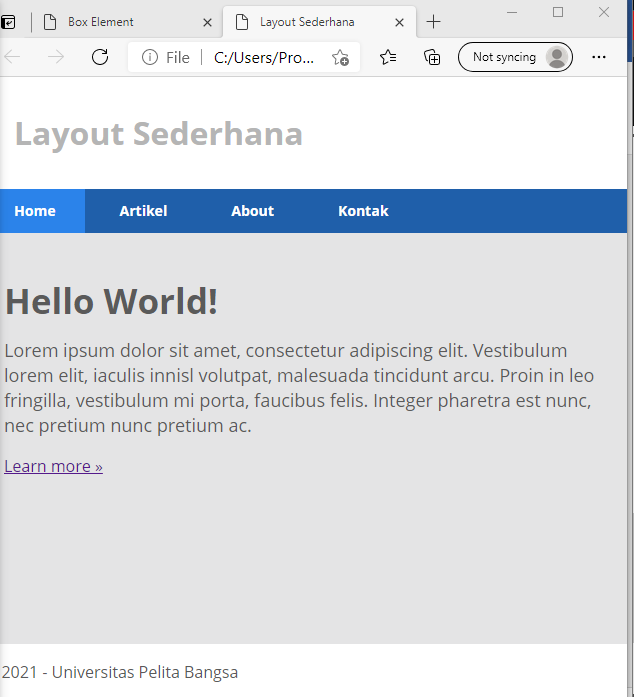 Box Element
Layout Sederhana
File
C:/Users/Pro...
Not syncing
Layout Sederhana
Home Artikel About Kontak
Hello World!
Lorem ipsum dolor sit amet, consectetur adipiscing elit. Vestibulum
lorem elit, iaculis innisl volutpat, malesuada tincidunt arcu. Proin in leo
fringilla, vestibulum mi porta, faucibus felis. Integer pharetra est nunc,
nec pretium nunc pretium ac.
Learn more »
2021 - Universitas Pelita Bangsa